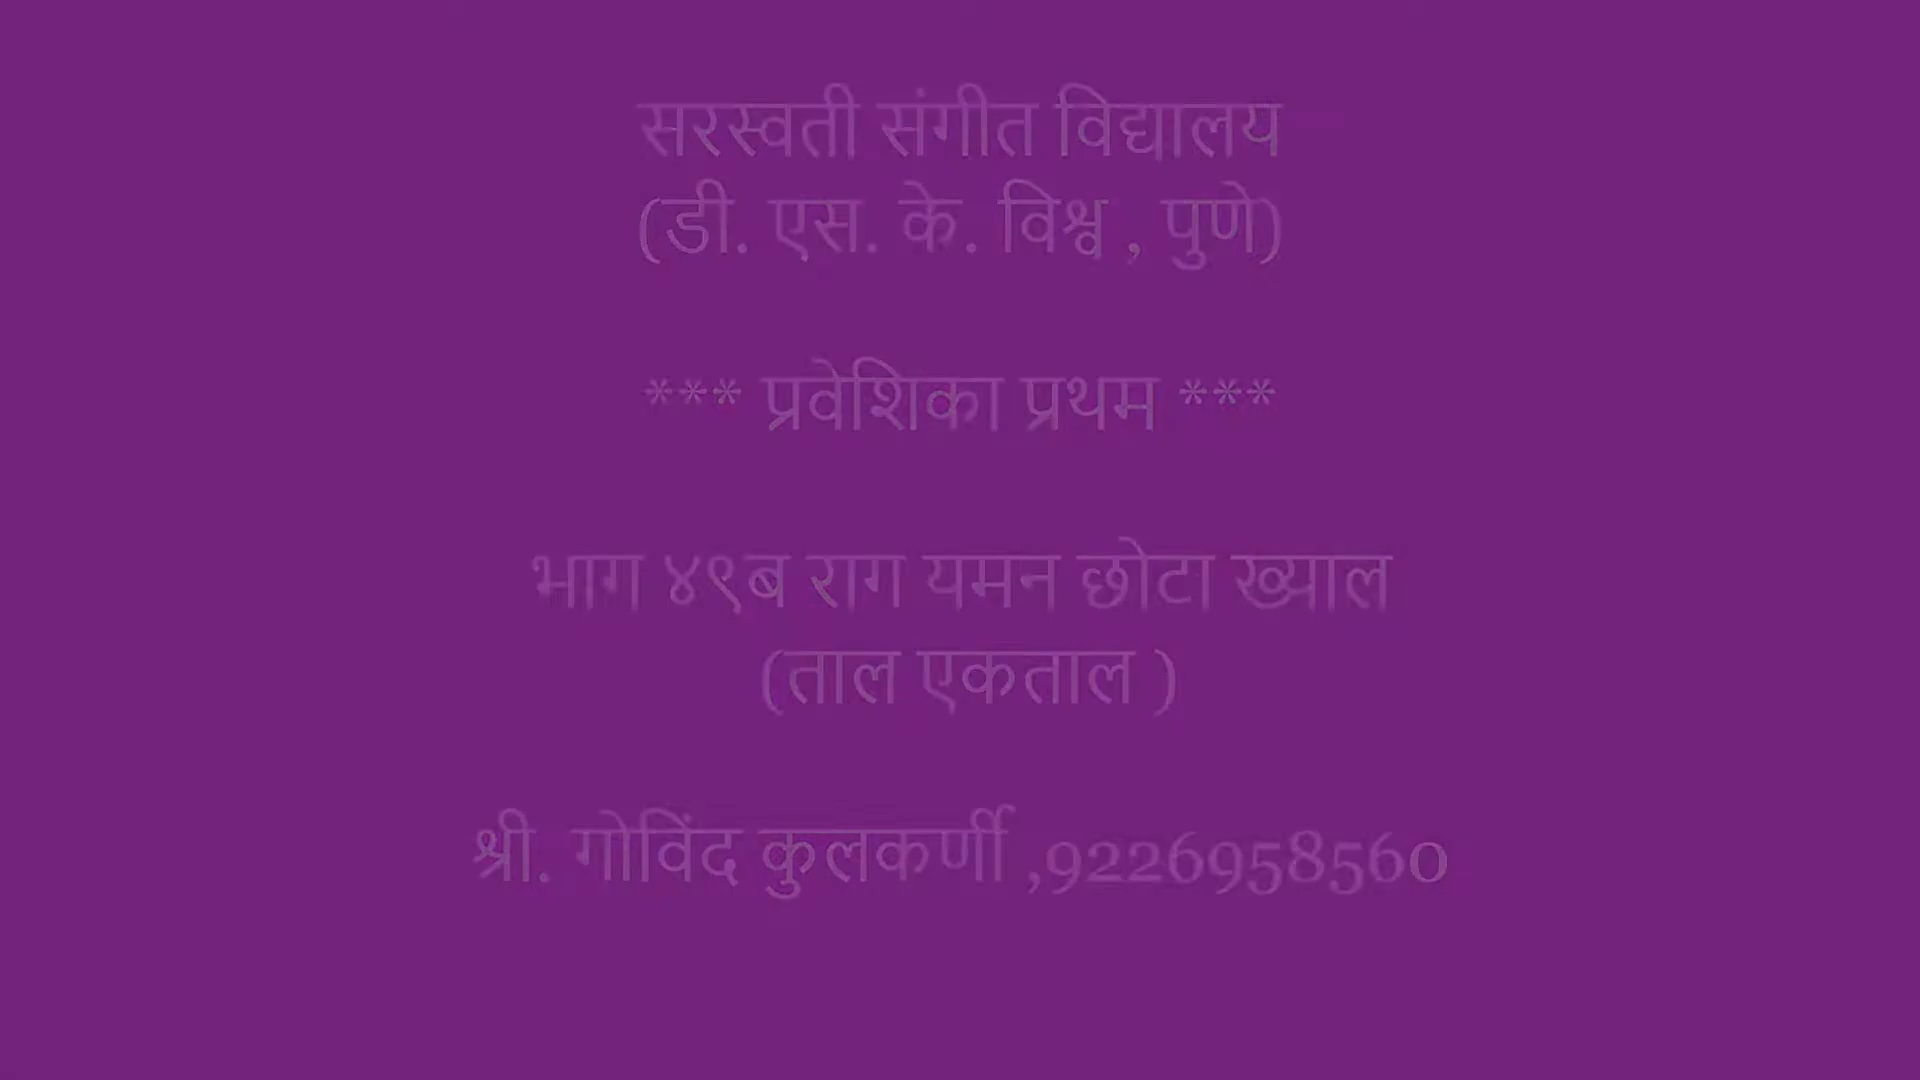 सरस्वती संगीत विद्यालय
(डी. एस. के. विश्व , पुणे)
*** प्रवेशिका प्रथम ***
भाग ४९ब राग यमन छोटा ख्याल
(ताल एकताल )
श्री. गोविंद कुलकर्णी ,9226958560